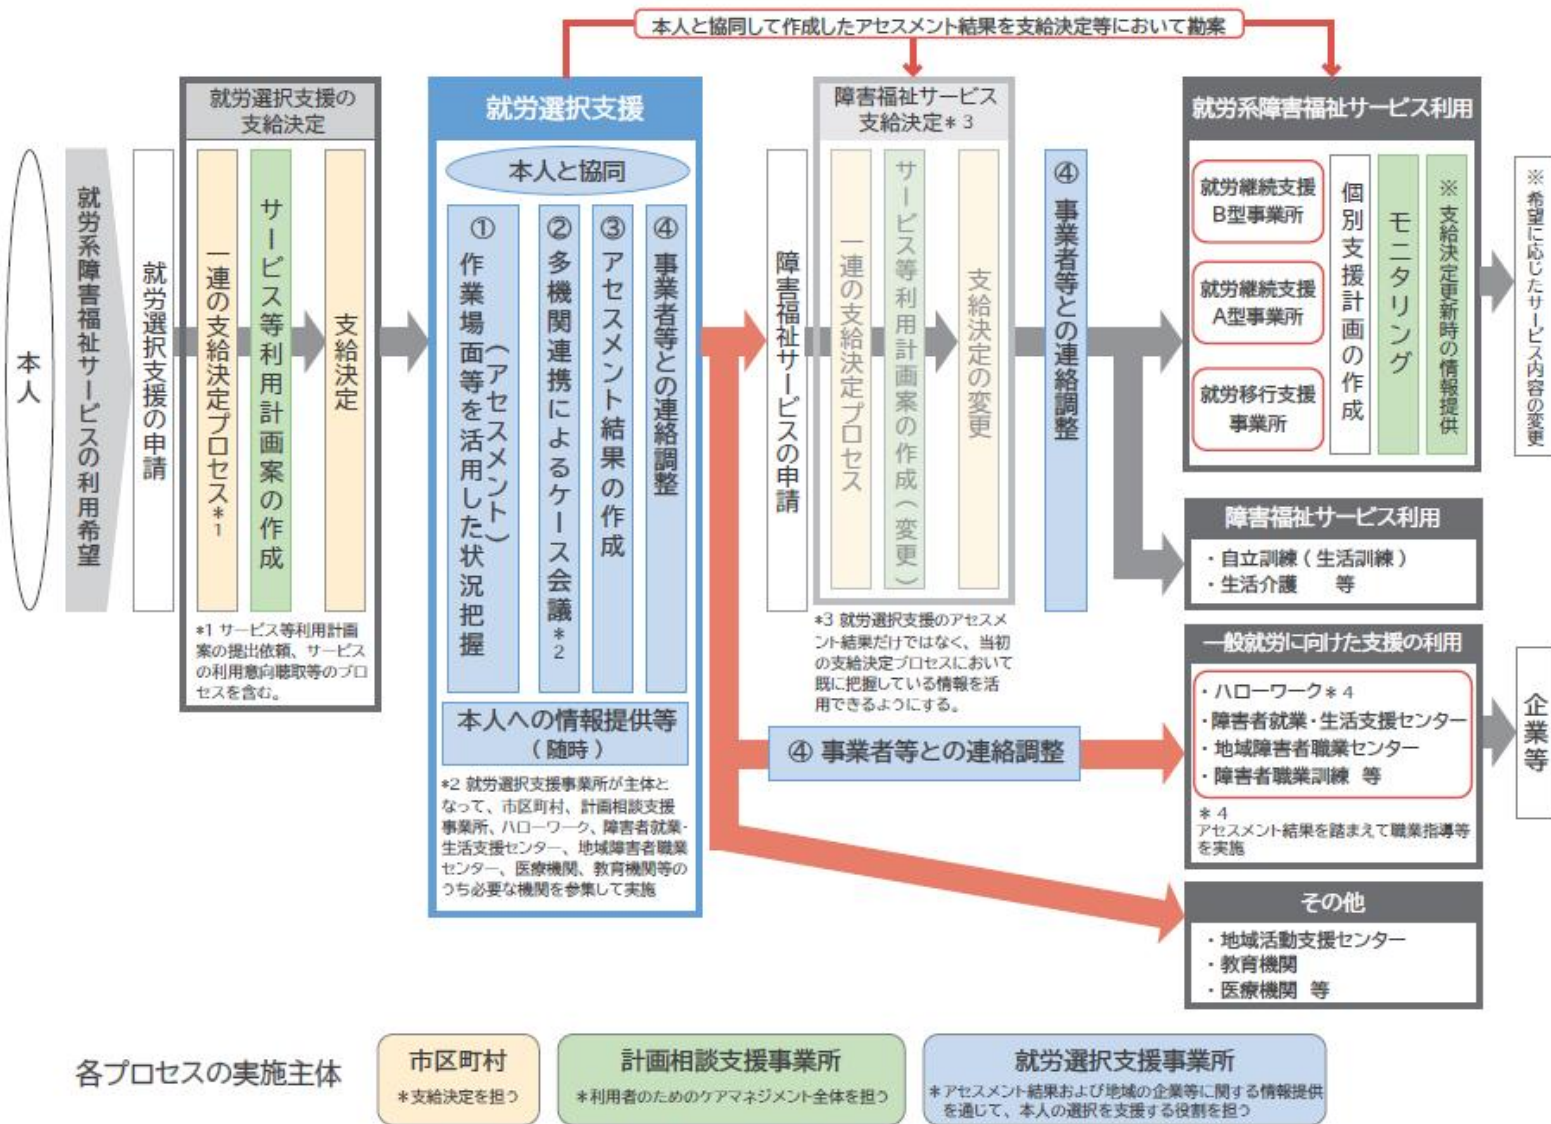 本人と協同して作成したアセスメント結果を支給決定等において勘案
本人
就労系障害福祉サービスの利用希望
就労選択支援の申請
就労選択支援の
支給決定
一連の支給決定プロセス*1
サービス等利用計画案の作成
支給決定
*1 サービス等利用計画
案の提出依頼、サービス
の利用意向聴取等のプロ
セスを含む。
就労選択支援
本人と協同
①
作業場面等を活用した状況把握
(アセスメント)
② 多機関連携によるケース会議*2
③ アセスメント結果の作成
④ 事業者等との連絡調整
本人への情報提供等
(随時)
*2 就労選択支援事業所が主体と
なって、市区町村、計画相談支援
事業所、ハローワーク、障害者就業・
生活支援センター、地域障害者職業
センター、医療機関、教育機関等の
うち必要な機関を参集して実施
障害福祉サービスの申請
障害福祉サービス
支給決定*3
一連の支給決定プロセス
サービス等利用計画案の作成(変更)
支給決定の変更
*3 就労選択支援のアセスメ
ント結果だけではなく、当初
の支給決定プロセスにおいて
既に把握している情報を活
用できるようにする。
④ 事業者等との連絡調整
④ 事業者等との連絡調整
就労系障害福祉サービス利用
就労継続支援
B型事業所
就労継続支援
A型事業所
就労移行支援
事業所
個別支援計画の作成
モニタリング
※支給決定更新時の情報提供
※希望に応じたサービス内容の変更
障害福祉サービス利用
・自立訓練(生活訓練)
・生活介護 等
一般就労に向けた支援の利用
・ハローワーク*4
・障害者就業・生活支援センター
・地域障害者職業センター
・障害者職業訓練 等
*4
アセスメント結果を踏まえて職業指導等
を実施
企業等
その他
・地域活動支援センター
・教育機関
・医療機関 等
各プロセスの実施主体
市区町村
*支給決定を担う
計画相談支援事業所
*利用者のためのケアマネジメント全体を担う
就労選択支援事業所
*アセスメント結果および地域の企業等に関する情報提供
を通じて、本人の選択を支援する役割を担う